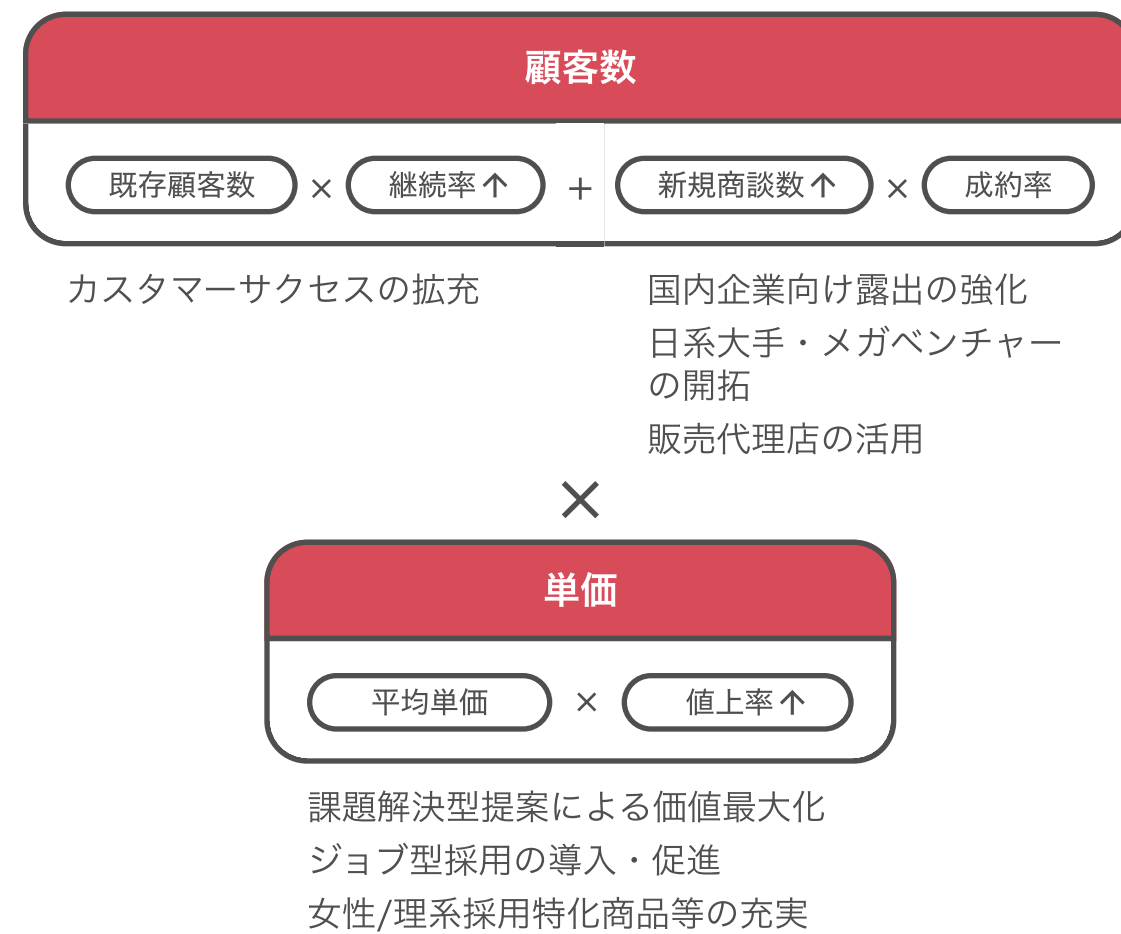 顧客数
既存顧客数 × 継続率↑ + 新規商談数↑ × 成約率
カスタマーサクセスの拡充
国内企業向け露出の強化
日系大手・メガベンチャー
の開拓
販売代理店の活用
×
単価
平均単価 × 値上率↑
課題解決型提案による価値最大化
ジョブ型採用の導入・促進
女性/理系採用特化商品等の充実